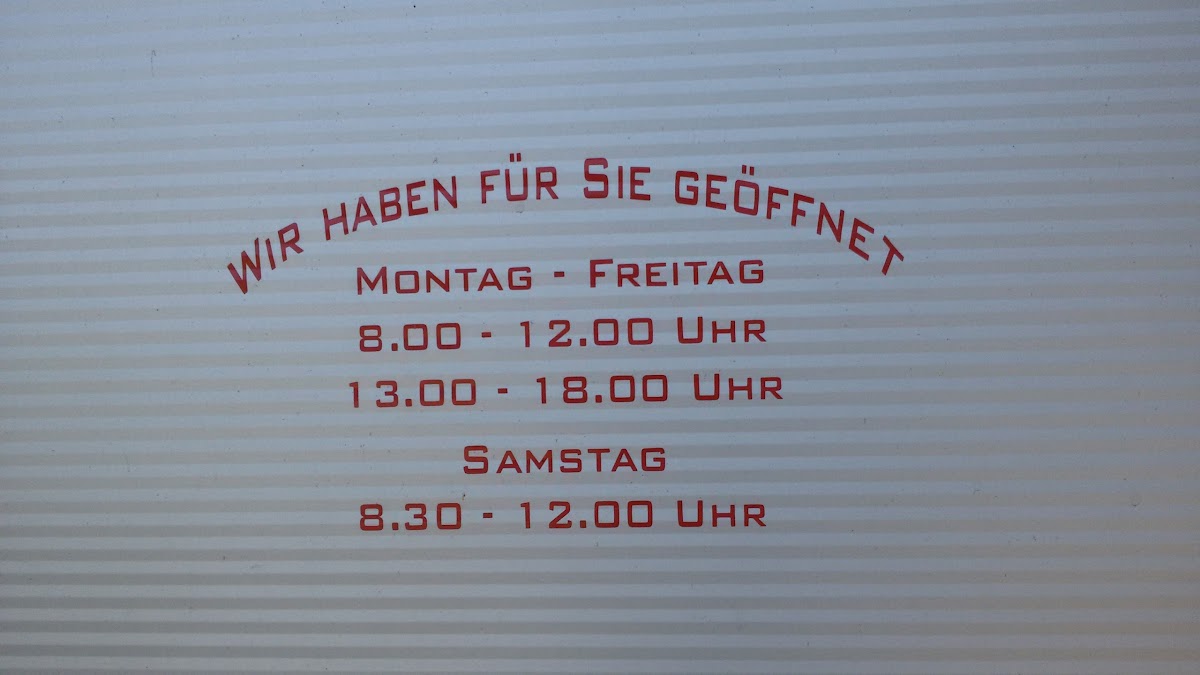 Wir haben für Sie geöffnet
Montag - Freitag
8.00 - 12.00 Uhr
13.00 - 18.00 Uhr
Samstag
8.30 - 12.00 Uhr